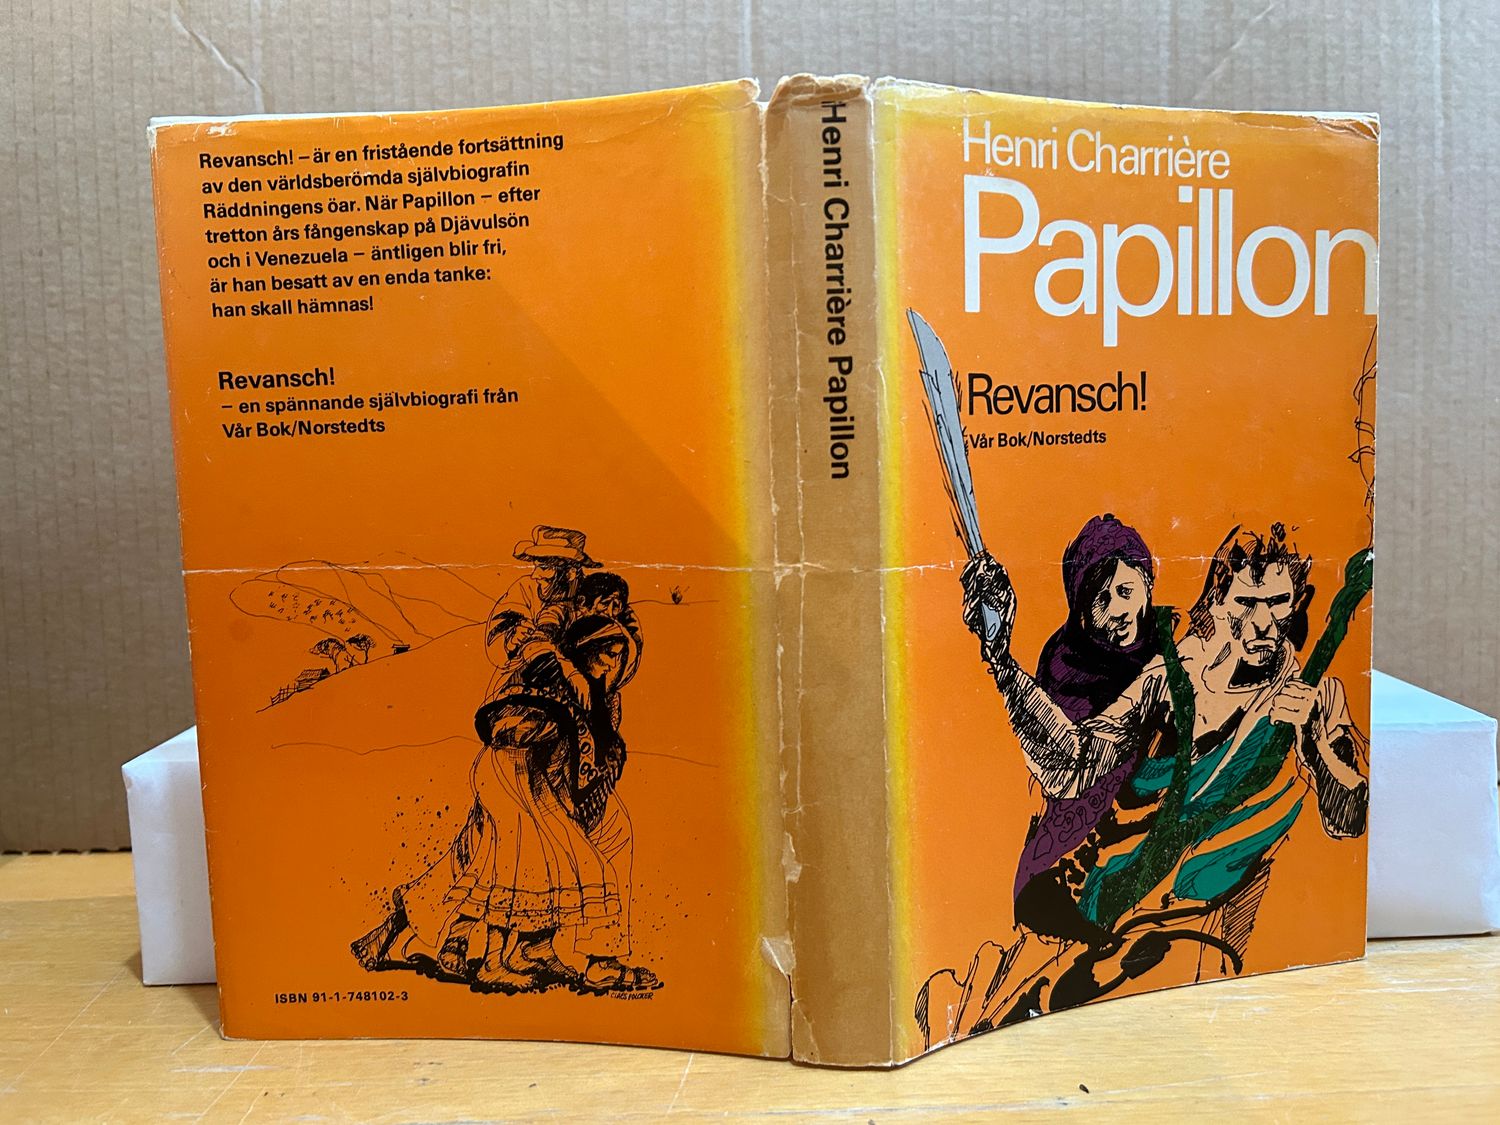 Revansch! – är en fristående fortsättning
av den världsberömda självbiografin
Räddningens öar. När Papillon – efter
tretton års fångenskap på Djävulsön
och i Venezuela – äntligen blir fri,
är han besatt av en enda tanke:
han skall hämnas!
Revansch!
– en spännande självbiografi från
Vår Bok/Norstedts
ISBN 91-1-748102-3
Henri Charrière Papillon
Henri Charrière
Papillon
Revansch!
Vår Bok/Norstedts